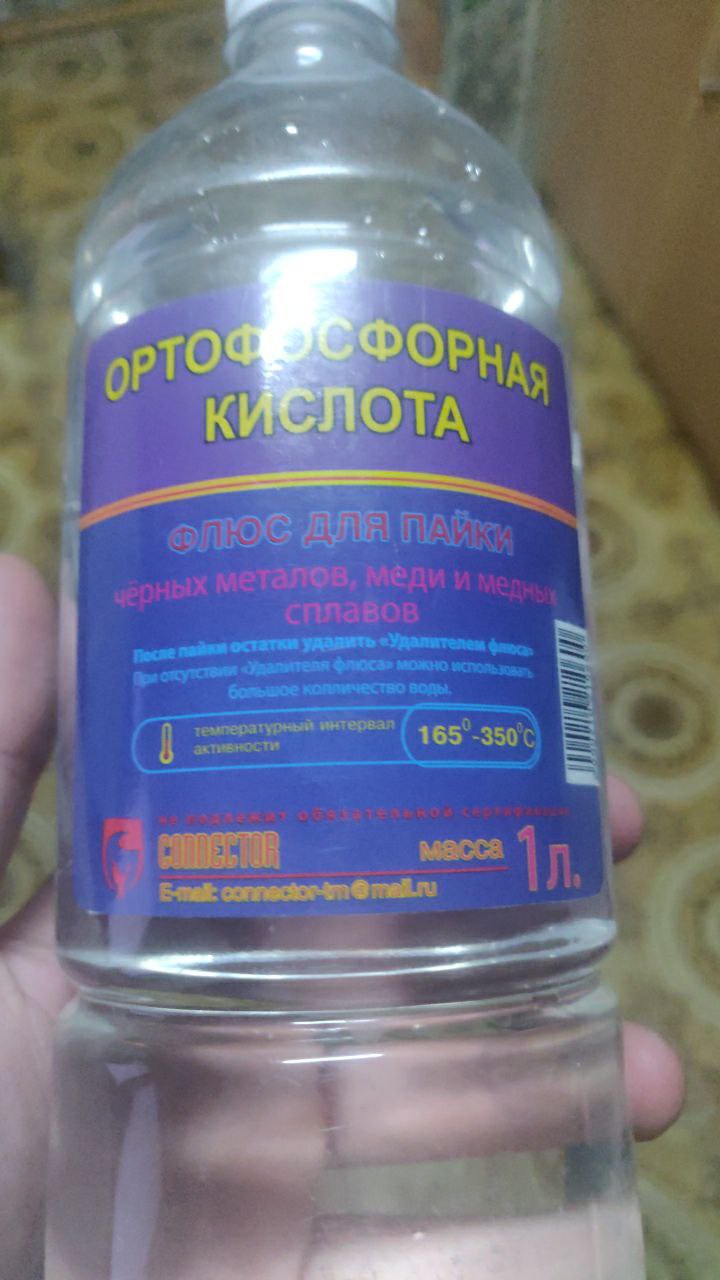 ОРТОФОСФОРНАЯ
КИСЛОТА
ФЛЮС ДЛЯ ПАЙКИ
чёрных металов, меди и медных
сплавов
После пайки остатки удалить «Удалителем флюса»
При отсутствии «Удалителя флюса» можно использовать
большое колличество воды.
температурный интервал
активности
165⁰-350⁰С
не подлежит обязательной сертификации
CONNECTOR
масса 1л.
E-mail: connector-tm@mail.ru